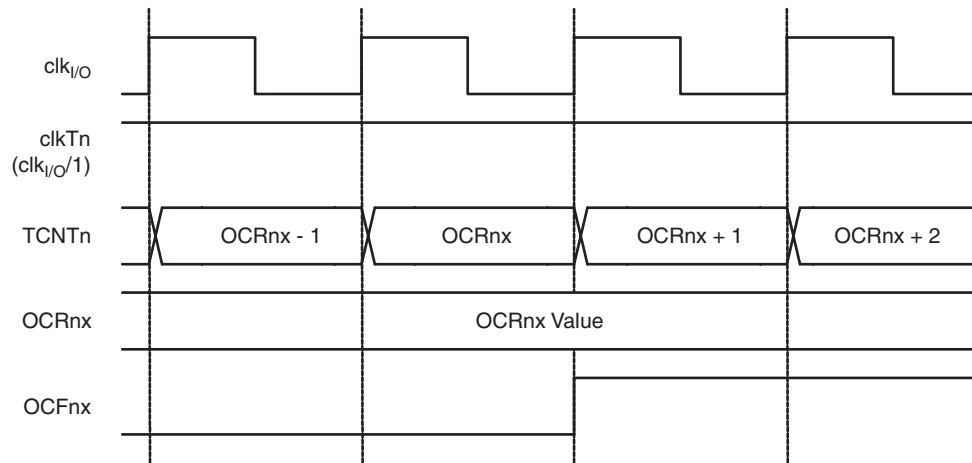 clkI/O
clkTn
(clkI/O/1)
TCNTn
OCRnx - 1
OCRnx
OCRnx + 1
OCRnx + 2
OCRnx
OCRnx Value
OCFnx